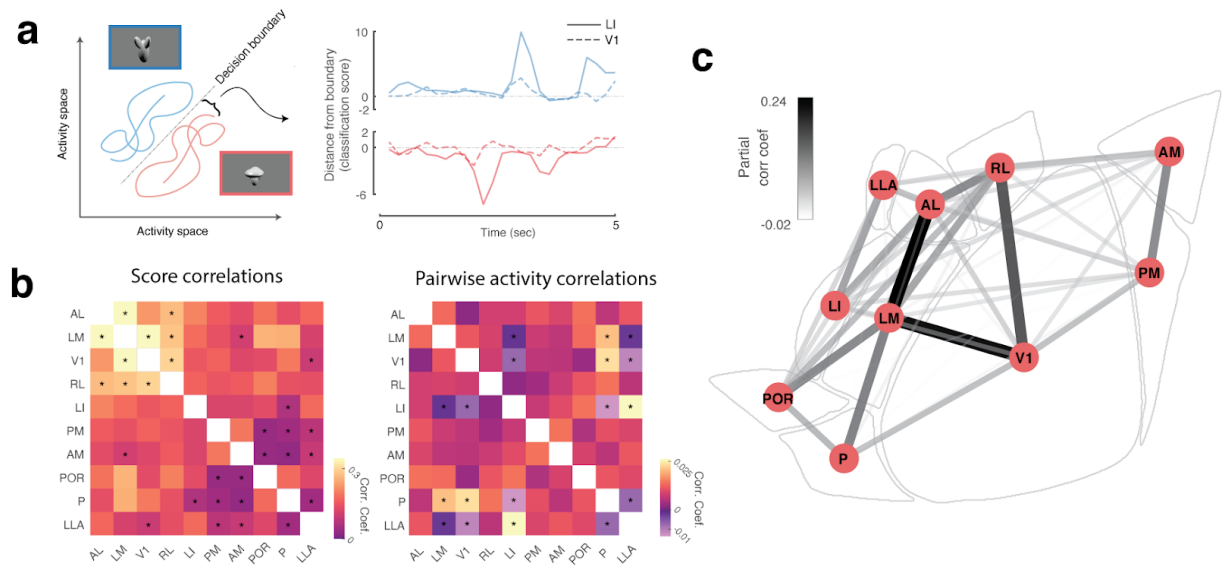 a
Activity space
Activity space
Decision boundary
LI
V1
Distance from boundary
(classification score)
10
0
-2
2
0
-6
0
5
Time (sec)
b
Score correlations
AL
LM
V1
RL
LI
PM
AM
POR
P
LLA
AL
LM
V1
RL
LI
PM
AM
POR
P
LLA
0.3
0
Corr. Coef.
Pairwise activity correlations
AL
LM
V1
RL
LI
PM
AM
POR
P
LLA
AL
LM
V1
RL
LI
PM
AM
POR
P
LLA
0.025
0
-0.01
Corr. Coef.
c
0.24
-0.02
Partial
corr coef
AM
RL
LLA
AL
PM
LI
LM
V1
POR
P